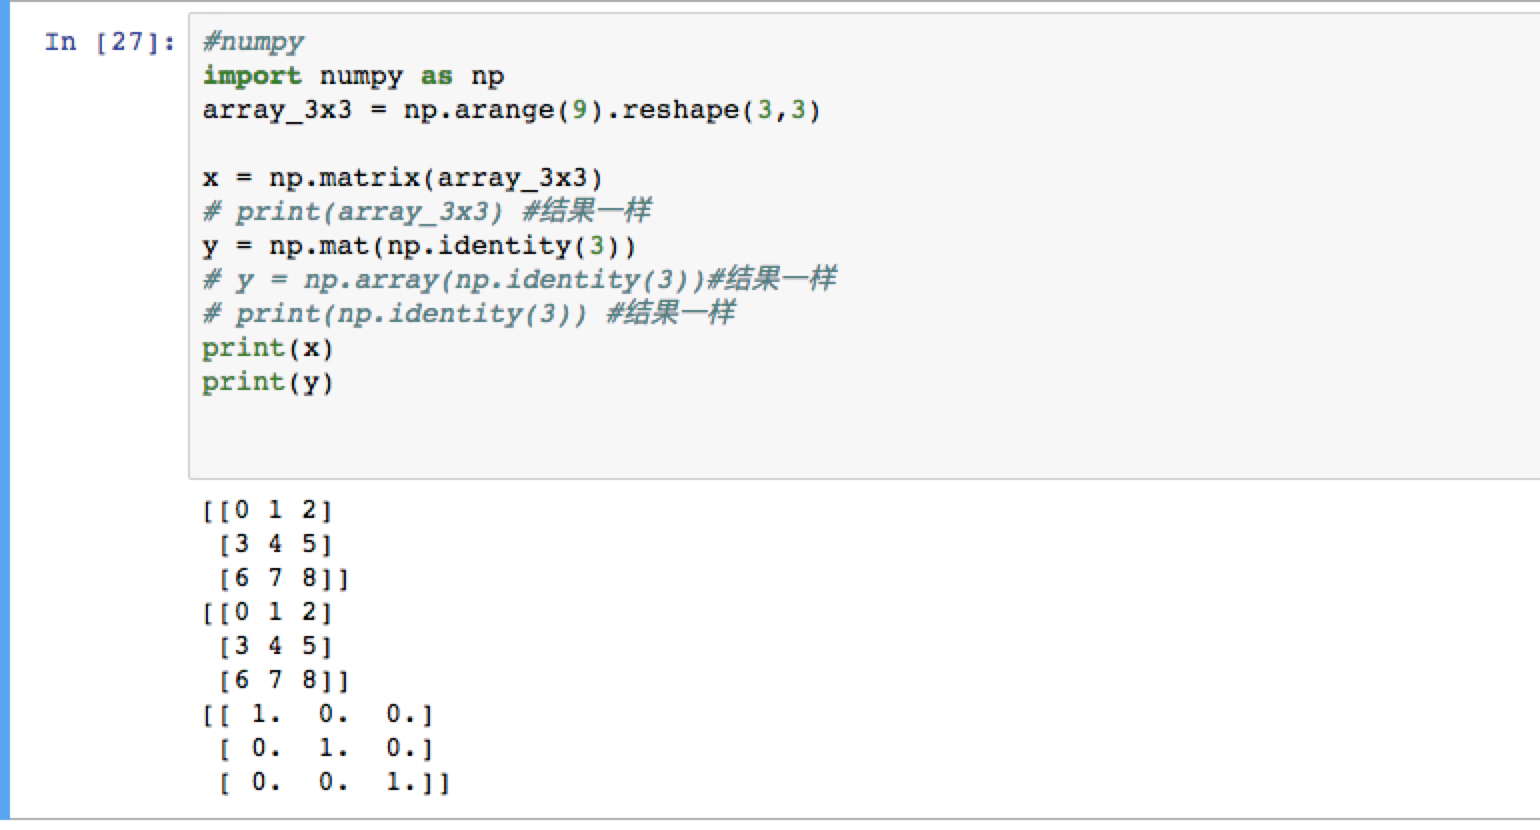 In [27]:
#numpy
import numpy as np
array_3x3 = np.arange(9).reshape(3,3)
x = np.matrix(array_3x3)
# print(array_3x3) #结果一样
y = np.mat(np.identity(3))
# y = np.array(np.identity(3))#结果一样
# print(np.identity(3)) #结果一样
print(x)
print(y)
[[0 1 2]
 [3 4 5]
 [6 7 8]]
[[0 1 2]
 [3 4 5]
 [6 7 8]]
[[ 1.  0.  0.]
 [ 0.  1.  0.]
 [ 0.  0.  1.]]